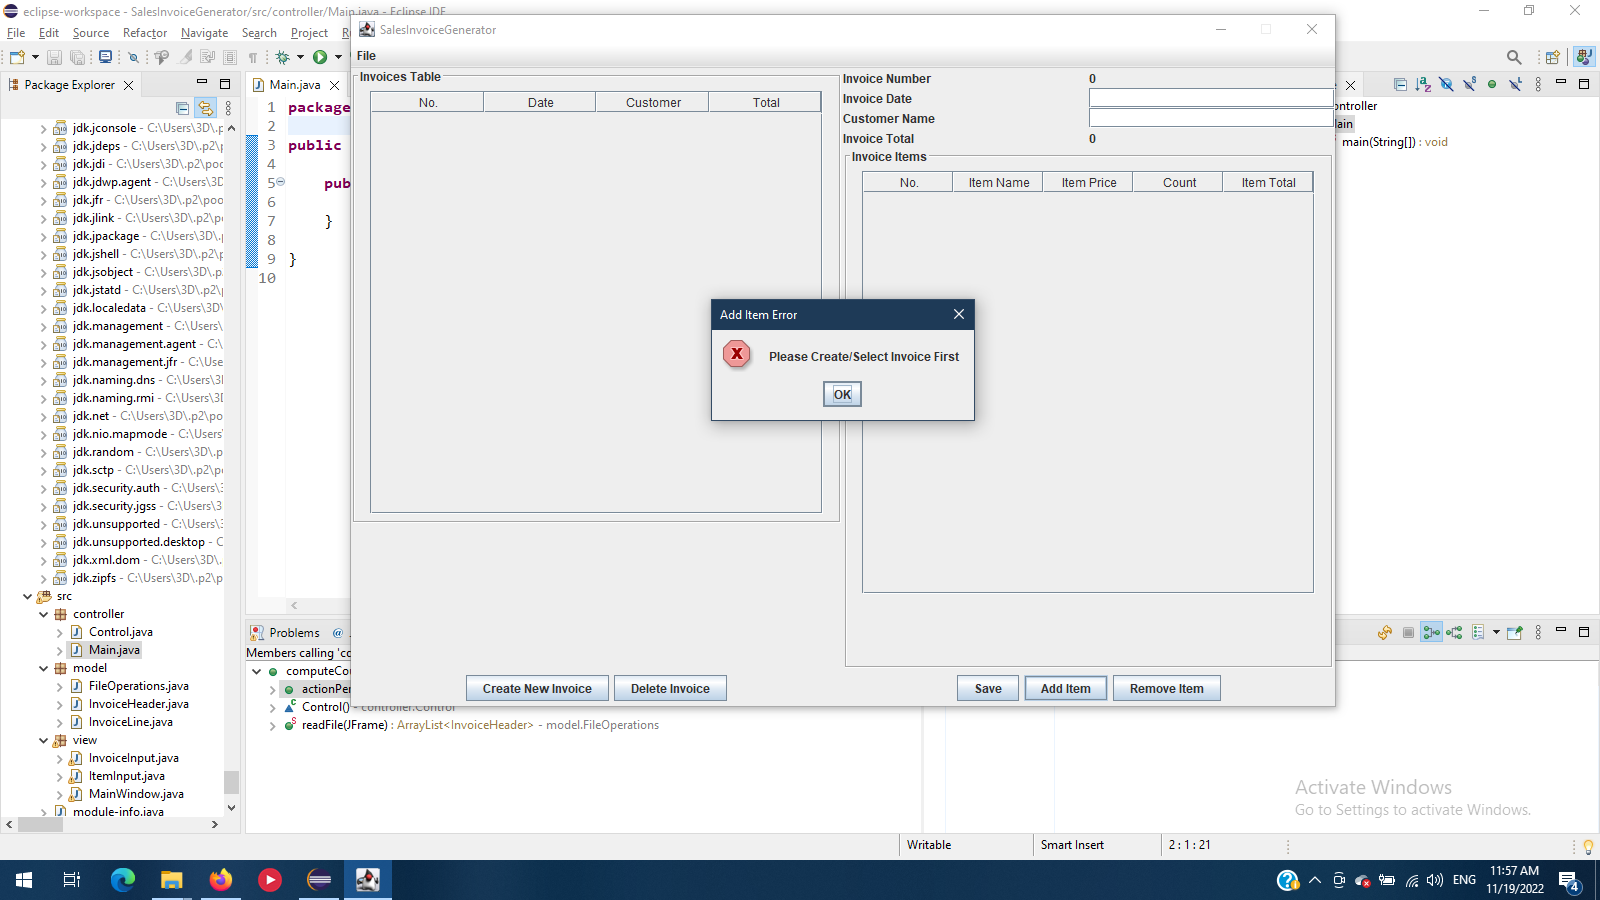 eclipse-workspace - SalesInvoiceGenerator/src/controller/Main.java - Eclipse IDE
File Edit Source Refactor Navigate Search Project
SalesInvoiceGenerator
File
Package Explorer
jdk.jconsole - C:\Users\3D\.p
jdk.jdeps - C:\Users\3D\.p2\p
jdk.jdi - C:\Users\3D\.p2\poo
jdk.jdwp.agent - C:\Users\3D
jdk.jfr - C:\Users\3D\.p2\poo
jdk.jlink - C:\Users\3D\.p2\p
jdk.jpackage - C:\Users\3D\.
jdk.jshell - C:\Users\3D\.p2\
jdk.jsobject - C:\Users\3D\.p
jdk.jstatd - C:\Users\3D\.p2\
jdk.localedata - C:\Users\3D
jdk.management - C:\Users\
jdk.management.agent - C:\
jdk.management.jfr - C:\Use
jdk.naming.dns - C:\Users\3
jdk.naming.rmi - C:\Users\3
jdk.net - C:\Users\3D\.p2\po
jdk.nio.mapmode - C:\Users
jdk.random - C:\Users\3D\.p
jdk.sctp - C:\Users\3D\.p2\p
jdk.security.auth - C:\Users\
jdk.security.jgss - C:\Users\3
jdk.unsupported - C:\Users\
jdk.unsupported.desktop - C
jdk.xml.dom - C:\Users\3D\.
jdk.zipfs - C:\Users\3D\.p2\p
src
controller
Control.java
Main.java
model
FileOperations.java
InvoiceHeader.java
InvoiceLine.java
view
InvoiceInput.java
ItemInput.java
MainWindow.java
module-info.java
Main.java
1 package
2
3 public
4
5 pub
6
7 }
8
9 }
10
Invoices Table
No. Date Customer Total
Invoice Number 0
Invoice Date
Customer Name
Invoice Total 0
Invoice Items
No. Item Name Item Price Count Item Total
Add Item Error
Please Create/Select Invoice First
OK
Create New Invoice Delete Invoice Save Add Item Remove Item
ontroller
ain
main(String[]) : void
Problems @
Members calling 'co
computeCo
actionPer
Control() - controller.Control
readFile(JFrame) : ArrayList<InvoiceHeader> - model.FileOperations
Activate Windows
Go to Settings to activate Windows.
Writable Smart Insert 2 : 1 : 21
ENG
11:57 AM
11/19/2022
4